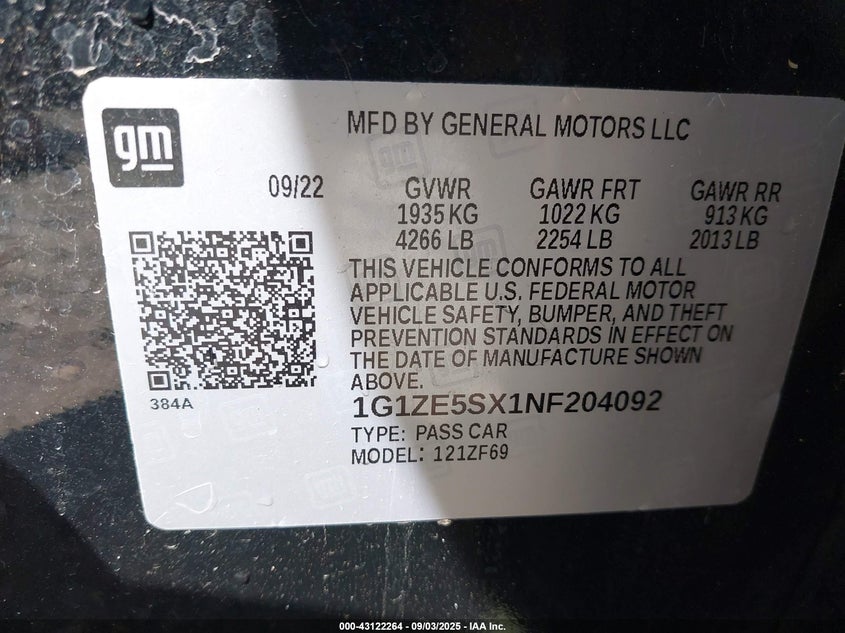 gm
MFD BY GENERAL MOTORS LLC
09/22
GVWR
1935 KG
4266 LB
GAWR FRT
1022 KG
2254 LB
GAWR RR
913 KG
2013 LB
THIS VEHICLE CONFORMS TO ALL
APPLICABLE U.S. FEDERAL MOTOR
VEHICLE SAFETY, BUMPER, AND THEFT
PREVENTION STANDARDS IN EFFECT ON
THE DATE OF MANUFACTURE SHOWN
ABOVE.
384A
1G1ZE5SX1NF204092
TYPE: PASS CAR
MODEL: 121ZF69
000-43122264 - 09/03/2025 - IAA Inc.